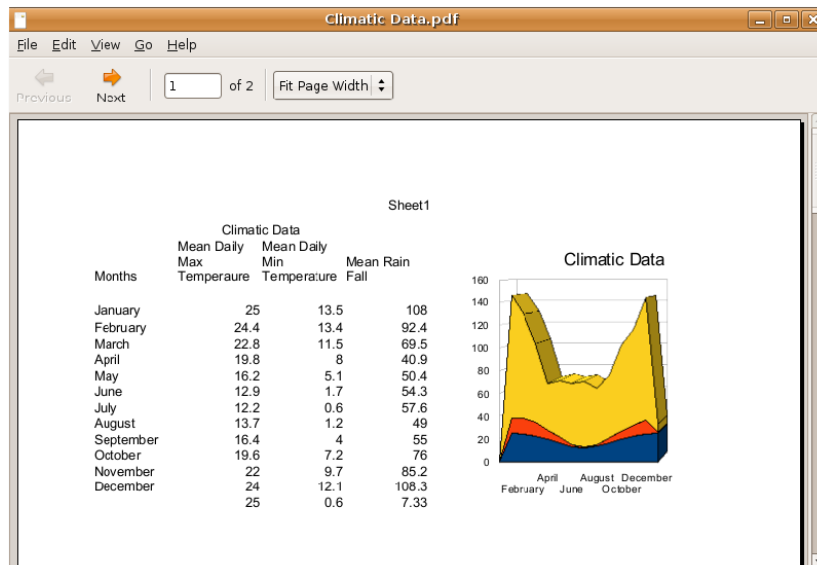 Climatic Data.pdf
File Edit View Go Help
Previous Next 1 of 2 Fit Page Width
Sheet1
Climatic Data
Mean Daily Mean Daily
Max Min Mean Rain
Months Temperaure Temperature Fall
January 25 13.5 108
February 24.4 13.4 92.4
March 22.8 11.5 69.5
April 19.8 8 40.9
May 16.2 5.1 50.4
June 12.9 1.7 54.3
July 12.2 0.6 57.6
August 13.7 1.2 49
September 16.4 4 55
October 19.6 7.2 76
November 22 9.7 85.2
December 24 12.1 108.3
25 0.6 7.33
Climatic Data
160
140
120
100
80
60
40
20
0
April August December
February June October